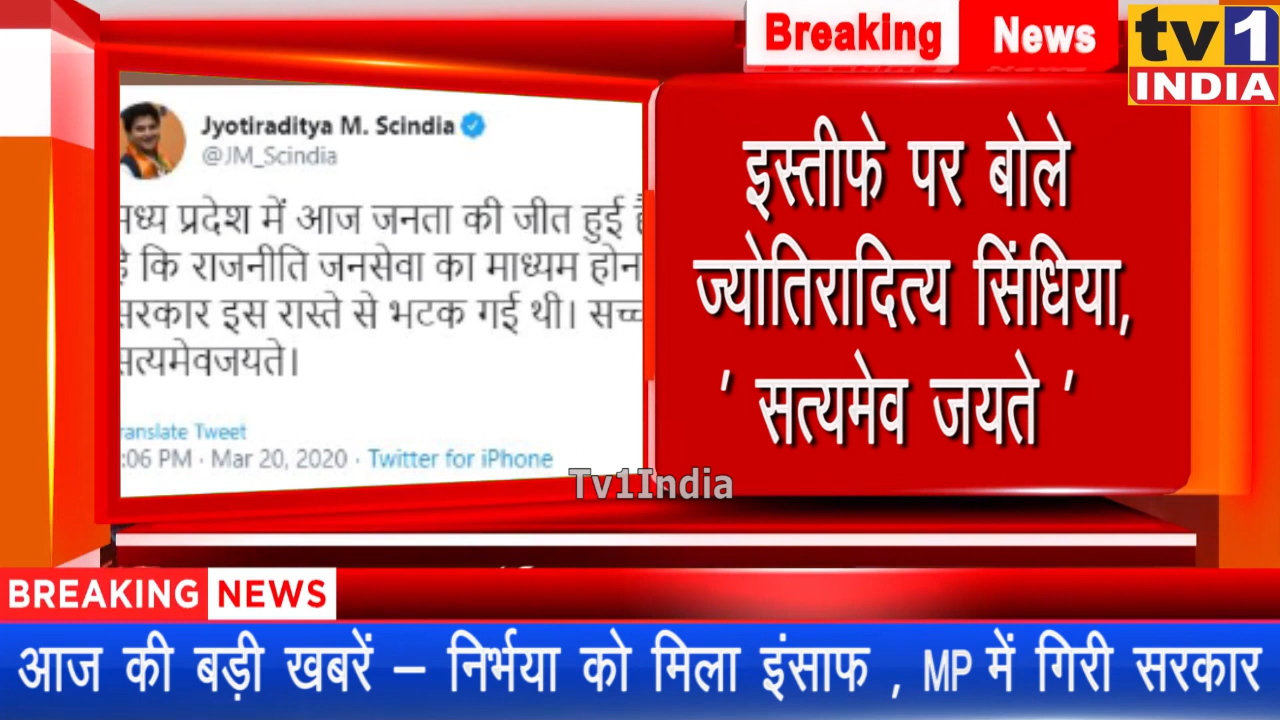 Breaking News
tv1
INDIA
Jyotiraditya M. Scindia
@JM_Scindia
मध्य प्रदेश में आज जनता की जीत हुई
कि राजनीति जनसेवा का माध्यम
सरकार इस रास्ते से भटक गई थी।
सत्यमेवजयते।
Tweet
:06 PM · Mar 20, 2020 · Twitter for iPhone
इस्तीफे पर बोले
ज्योतिरादित्य सिंधिया,
' सत्यमेव जयते '
Tv1India
BREAKING NEWS
आज की बड़ी खबरें – निर्भया को मिला इंसाफ , MP में गिरी सरकार